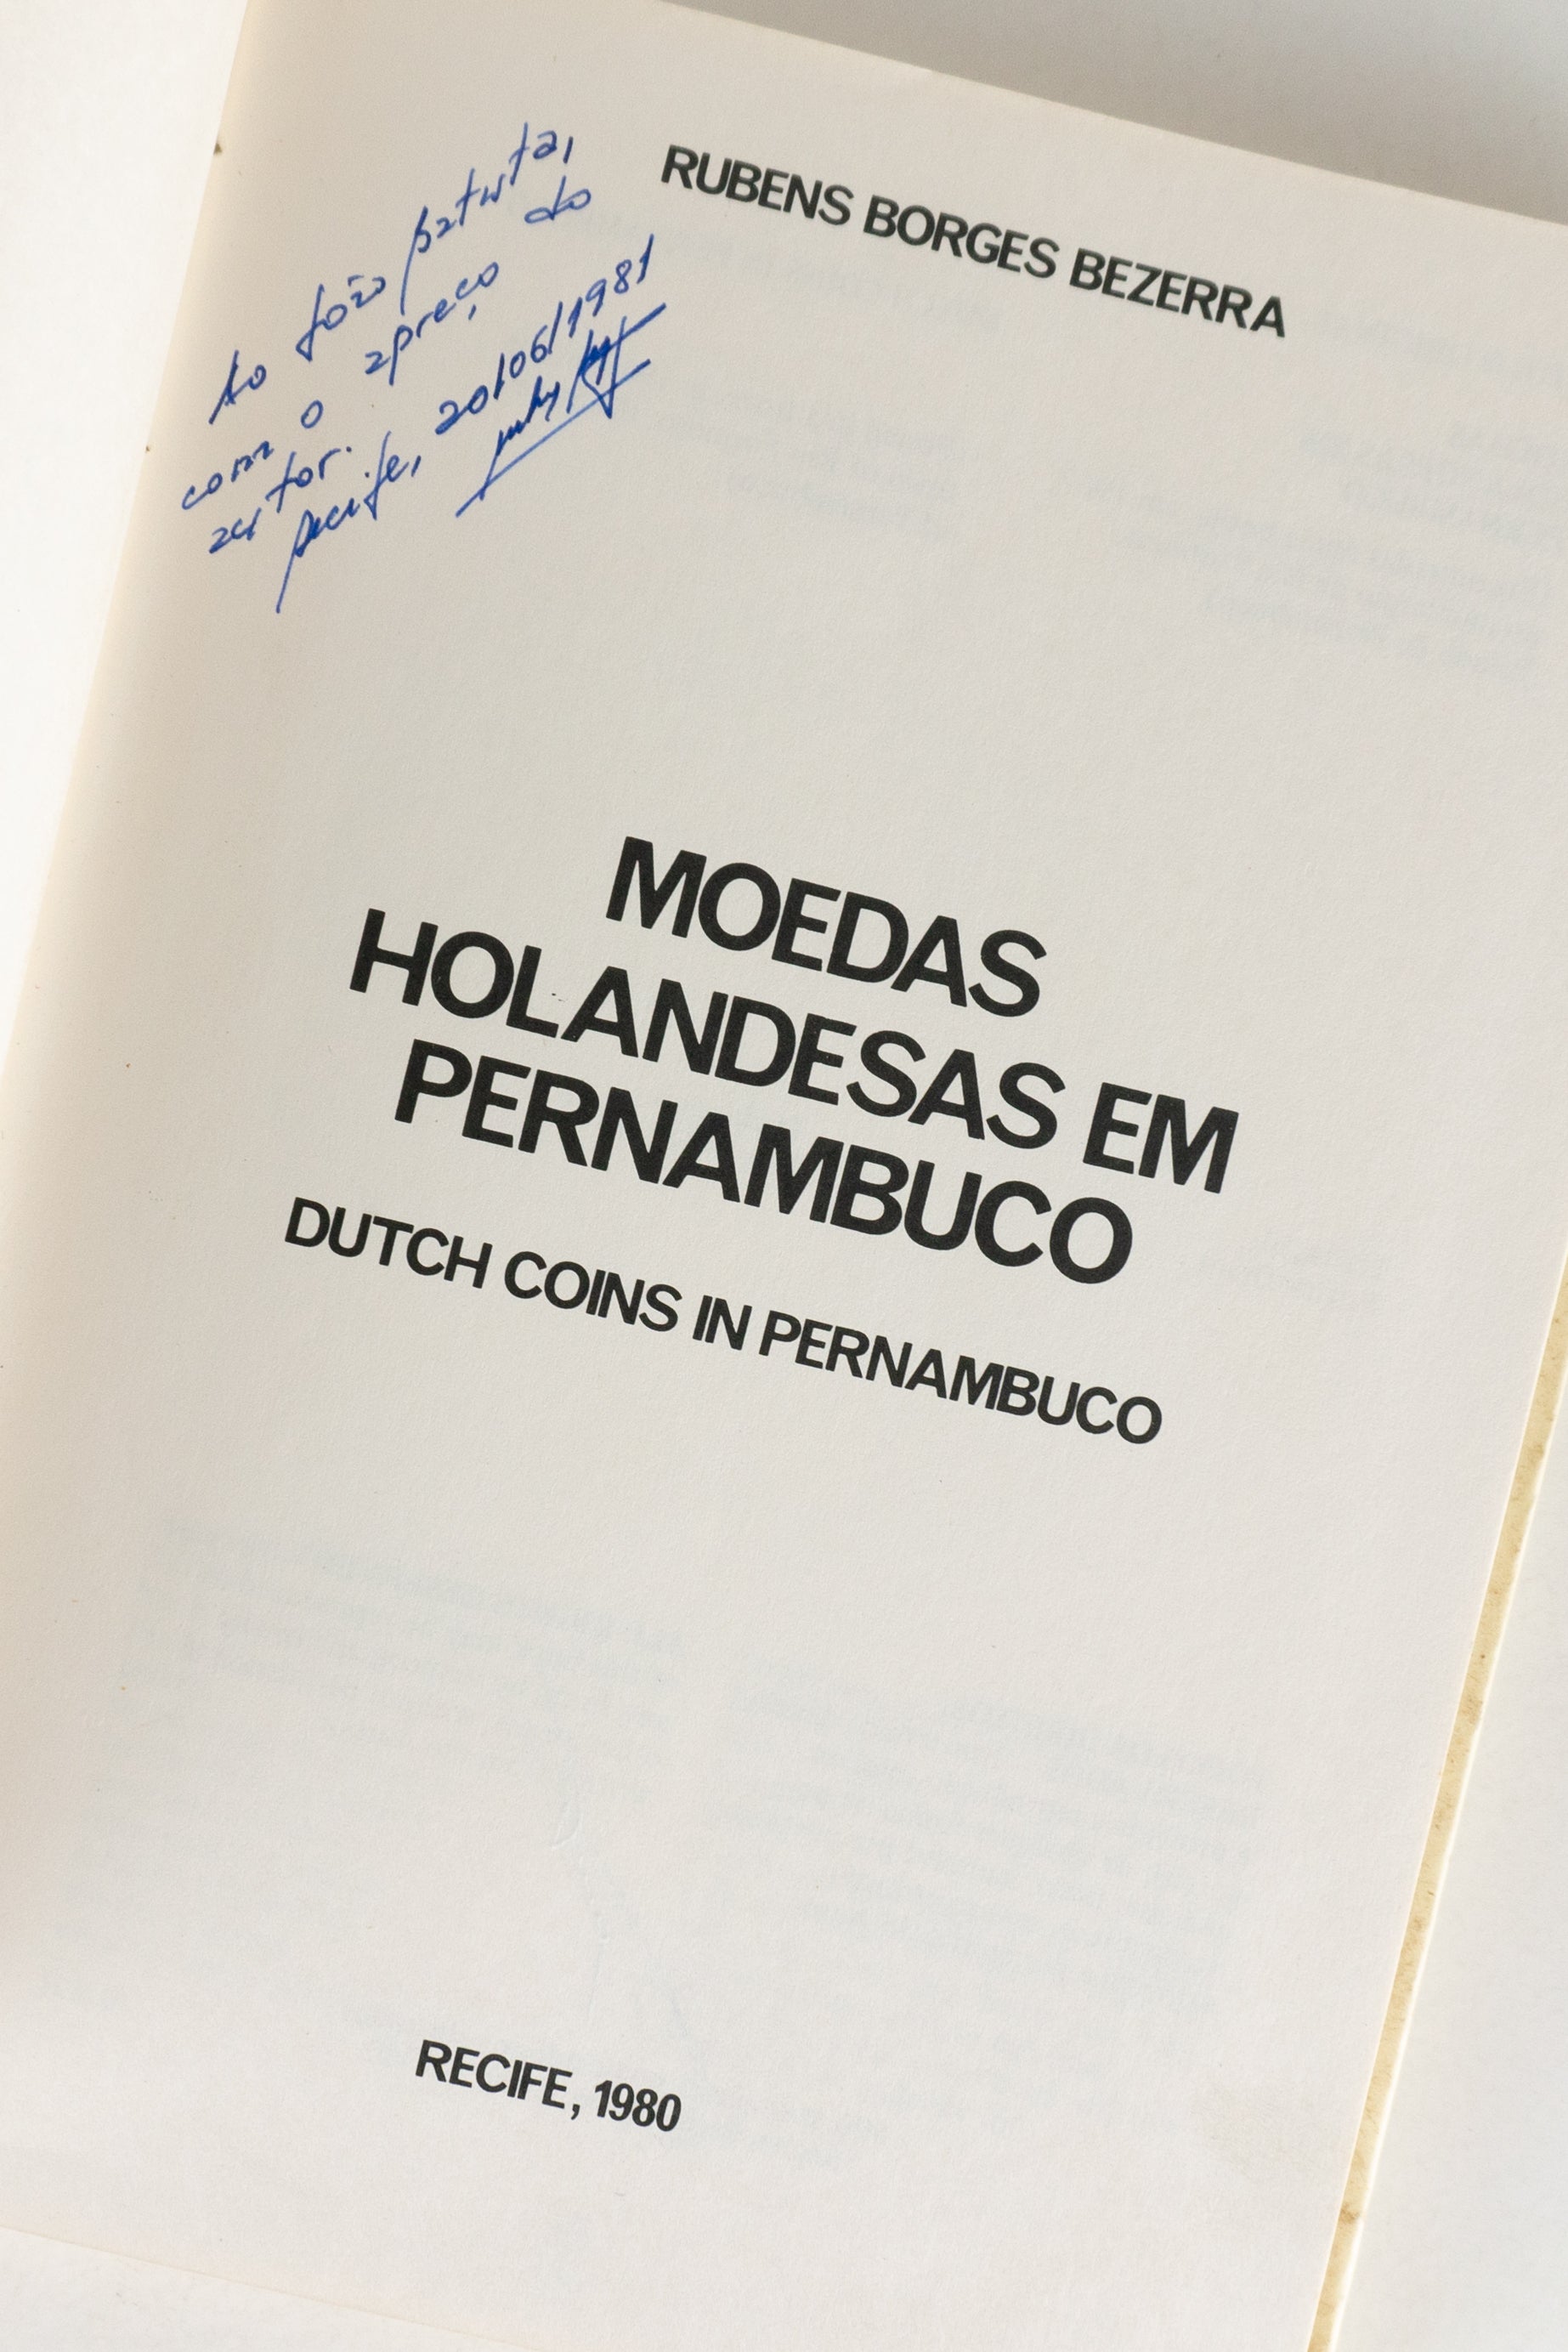 Ao João Batista,
com o apreço do
autor.
Recife, 20/06/1981
RUBENS BORGES BEZERRA
MOEDAS
HOLANDESAS EM
PERNAMBUCO
DUTCH COINS IN PERNAMBUCO
RECIFE, 1980